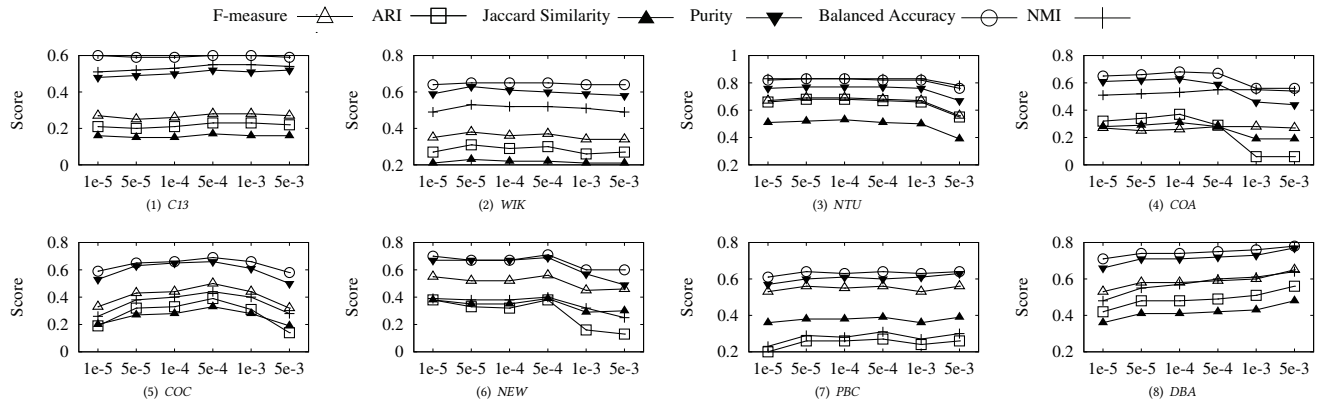 F-measure ARI Jaccard Similarity Purity Balanced Accuracy NMI
Score 0 0.2 0.4 0.6 1e-5 5e-5 1e-4 5e-4 1e-3 5e-3
(1) C13
Score 0.2 0.4 0.6 0.8 1e-5 5e-5 1e-4 5e-4 1e-3 5e-3
(2) WIK
Score 0.2 0.4 0.6 0.8 1 1e-5 5e-5 1e-4 5e-4 1e-3 5e-3
(3) NTU
Score 0 0.2 0.4 0.6 0.8 1e-5 5e-5 1e-4 5e-4 1e-3 5e-3
(4) COA
Score 0 0.2 0.4 0.6 0.8 1e-5 5e-5 1e-4 5e-4 1e-3 5e-3
(5) COC
Score 0 0.2 0.4 0.6 0.8 1e-5 5e-5 1e-4 5e-4 1e-3 5e-3
(6) NEW
Score 0.2 0.4 0.6 0.8 1e-5 5e-5 1e-4 5e-4 1e-3 5e-3
(7) PBC
Score 0.2 0.4 0.6 0.8 1e-5 5e-5 1e-4 5e-4 1e-3 5e-3
(8) DBA